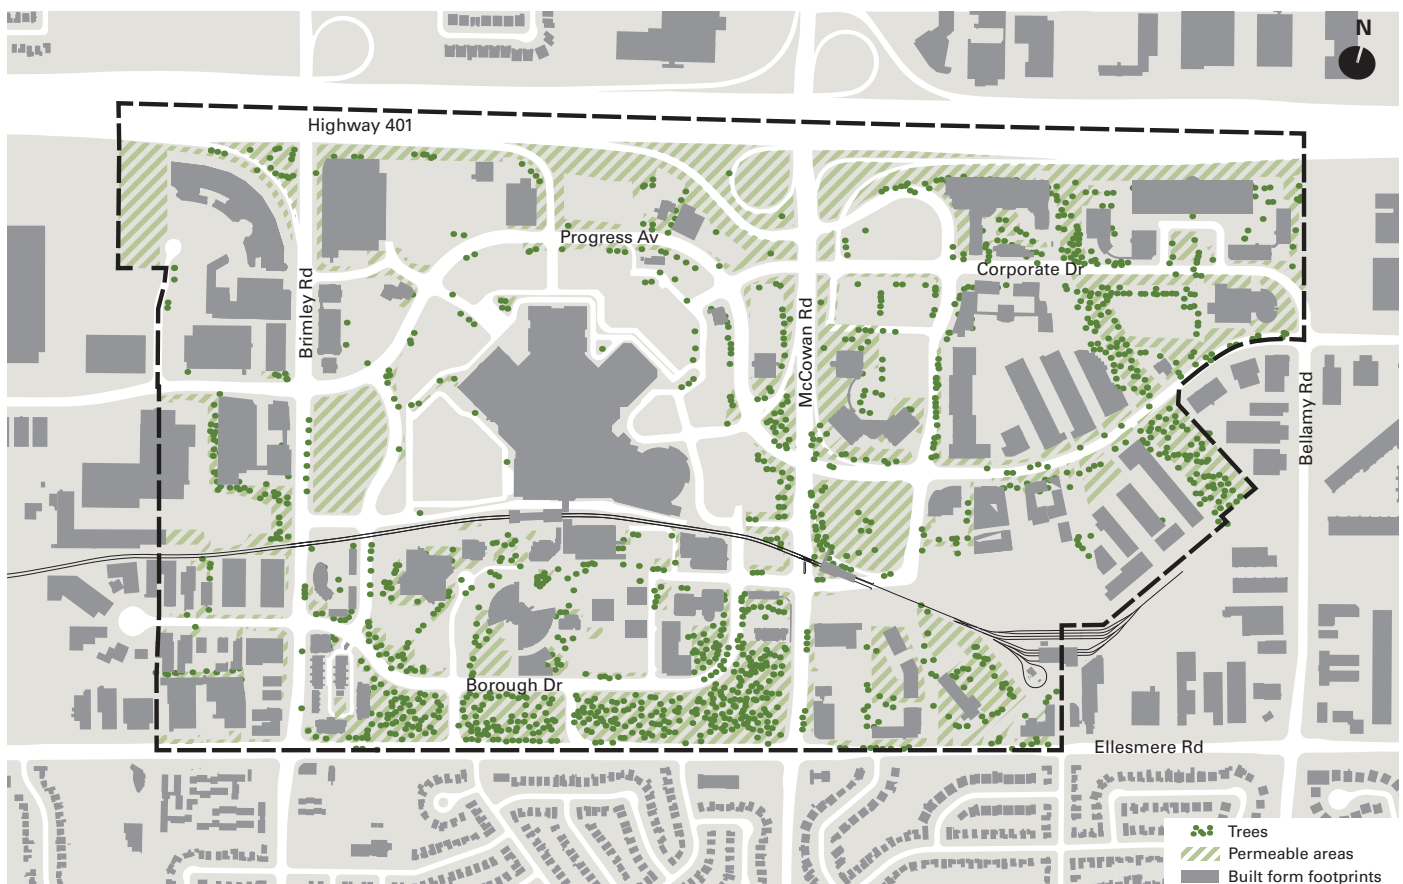 N
Highway 401
Progress Av
Corporate Dr
Brimley Rd
McCowan Rd
Bellamy Rd
Borough Dr
Ellesmere Rd
Trees
Permeable areas
Built form footprints